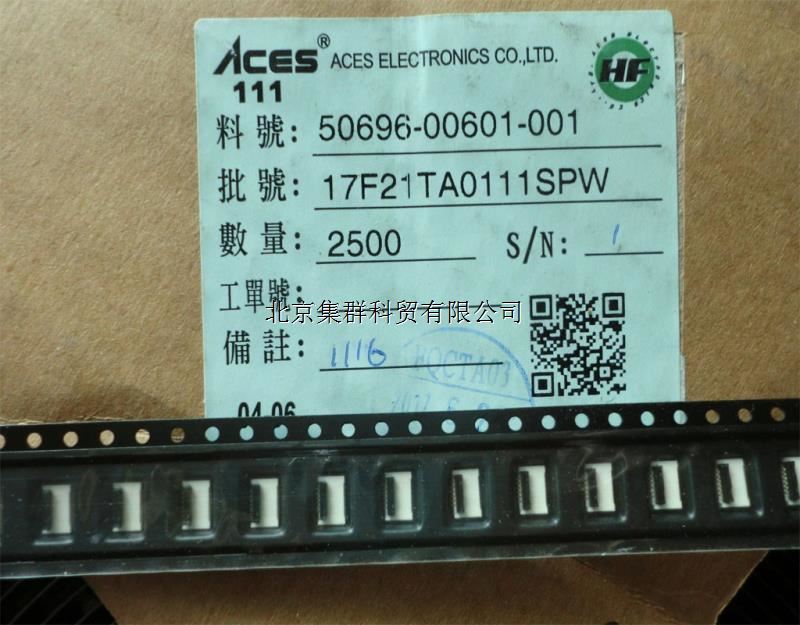 ACES® ACES ELECTRONICS CO.,LTD.
HF
111
料號: 50696-00601-001
批號: 17F21TA0111SPW
數量: 2500 S/N: 1
工單號:
北京集群科贸有限公司
備註: 1116
FQCTA03
04-06